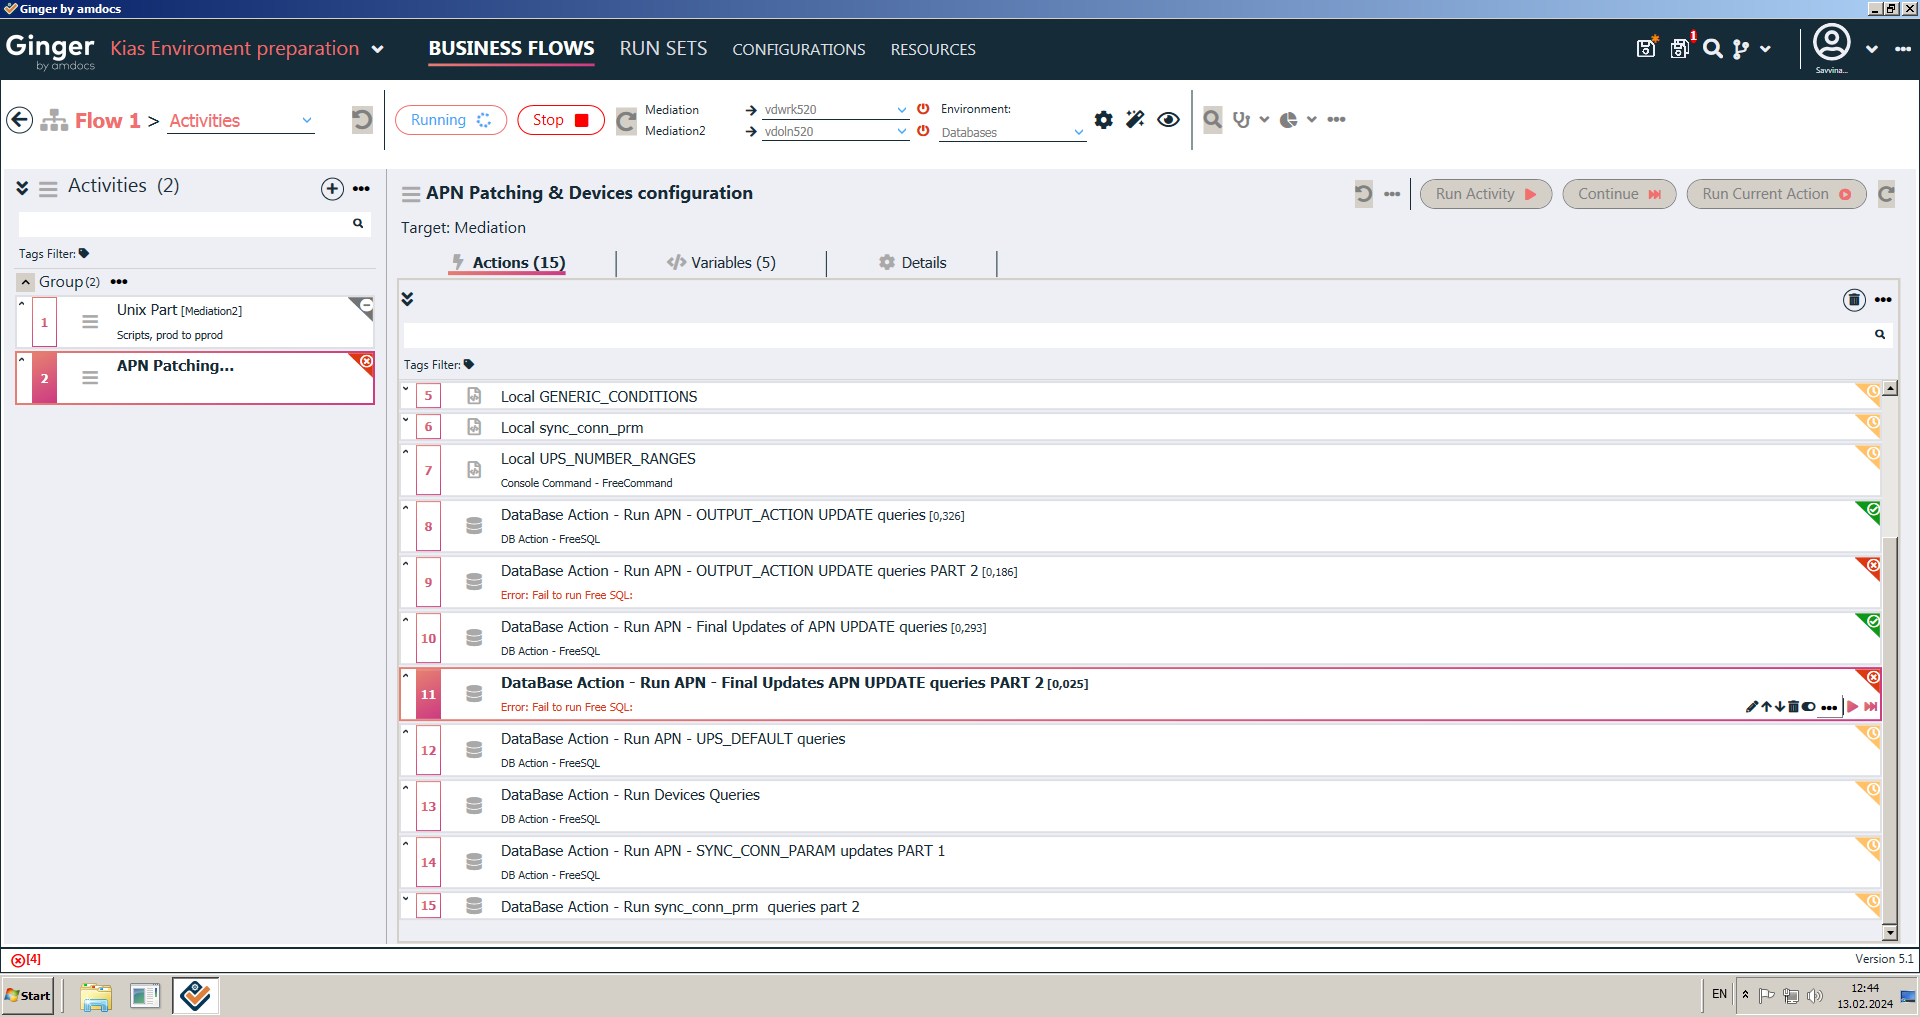 Ginger by amdocs
Ginger
by amdocs
Kias Enviroment preparation
BUSINESS FLOWS
RUN SETS
CONFIGURATIONS
RESOURCES
1
Savvina...
Flow 1 > Activities
Running
Stop
Mediation
vdwrk520
Mediation2
vdoln520
Environment:
Databases
Activities (2)
Tags Filter:
Group(2)
1
Unix Part [Mediation2]
Scripts, prod to pprod
2
APN Patching...
APN Patching & Devices configuration
Run Activity
Continue
Run Current Action
Target: Mediation
Actions (15)
Variables (5)
Details
Tags Filter:
5
Local GENERIC_CONDITIONS
6
Local sync_conn_prm
7
Local UPS_NUMBER_RANGES
Console Command - FreeCommand
8
DataBase Action - Run APN - OUTPUT_ACTION UPDATE queries [0,326]
DB Action - FreeSQL
9
DataBase Action - Run APN - OUTPUT_ACTION UPDATE queries PART 2 [0,186]
Error: Fail to run Free SQL:
10
DataBase Action - Run APN - Final Updates of APN UPDATE queries [0,293]
DB Action - FreeSQL
11
DataBase Action - Run APN - Final Updates APN UPDATE queries PART 2 [0,025]
Error: Fail to run Free SQL:
12
DataBase Action - Run APN - UPS_DEFAULT queries
DB Action - FreeSQL
13
DataBase Action - Run Devices Queries
DB Action - FreeSQL
14
DataBase Action - Run APN - SYNC_CONN_PARAM updates PART 1
DB Action - FreeSQL
15
DataBase Action - Run sync_conn_prm  queries part 2
[4]
Version 5.1
Start
EN
12:44
13.02.2024